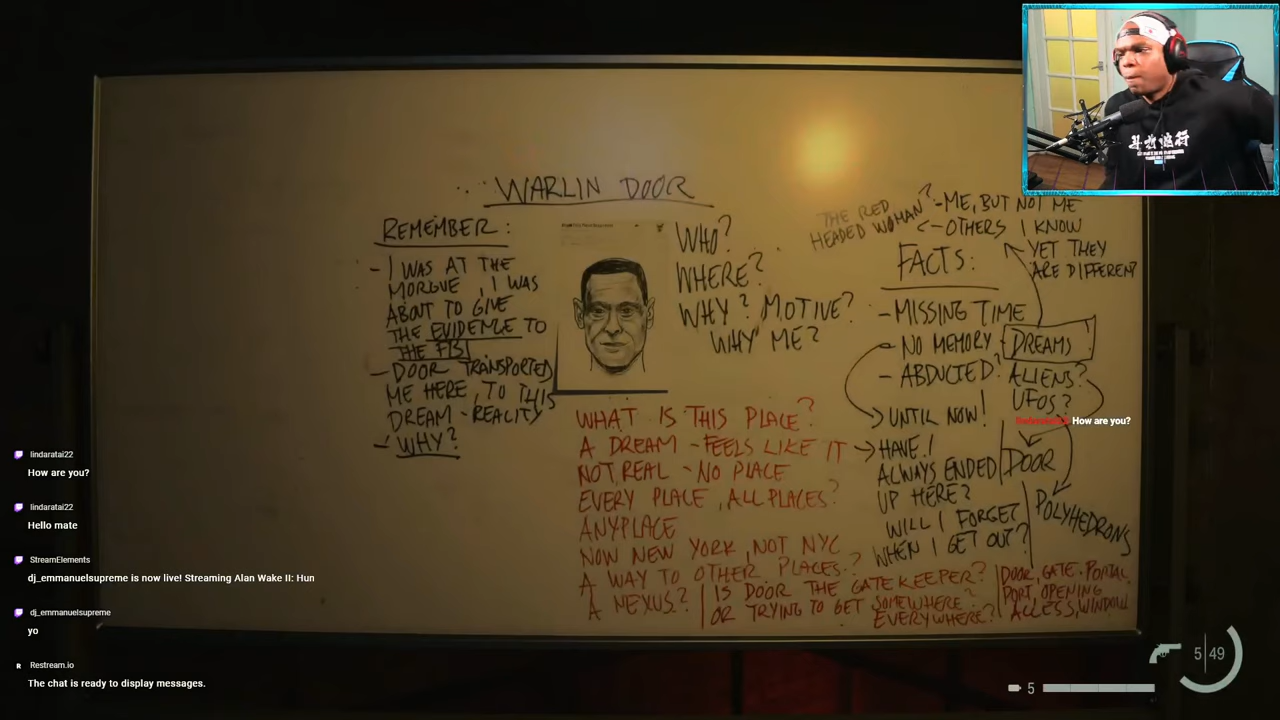 WARLIN DOOR
REMEMBER:
- I WAS AT THE
MORGUE, I WAS
ABOUT TO GIVE
THE EVIDENCE TO
THE FBI
- DOOR TRANSPORTED
ME HERE, TO THIS
DREAM-REALITY
- WHY?
WHO?
WHERE?
WHY? MOTIVE?
WHY ME?
THE RED
HEADED WOMAN?
- ME, BUT NOT ME
<- OTHERS I KNOW
YET THEY
ARE DIFFERENT
FACTS:
- MISSING TIME
- NO MEMORY - DREAMS
- ABDUCTED? ALIENS?
UFOS?
UNTIL NOW!
HAVE I
ALWAYS ENDED
UP HERE?
WILL I FORGET
WHEN I GET OUT?
DOOR
POLYHEDRONS
WHAT IS THIS PLACE?
A DREAM - FEELS LIKE IT
NOT REAL - NO PLACE
EVERY PLACE, ALL PLACES?
ANYPLACE
NOW NEW YORK, NOT NYC
A WAY TO OTHER PLACES?
A NEXUS?
IS DOOR THE GATEKEEPER?
OR TRYING TO GET SOMEWHERE?
EVERYWHERE?
DOOR, GATE, PORTAL,
PORT, OPENING
ACCESS, WINDOW
How are you?
lindaratai22
How are you?
lindaratai22
Hello mate
StreamElements
dj_emmanuelsupreme is now live! Streaming Alan Wake II: Hun
dj_emmanuelsupreme
yo
Restream.io
The chat is ready to display messages.
5 49
5